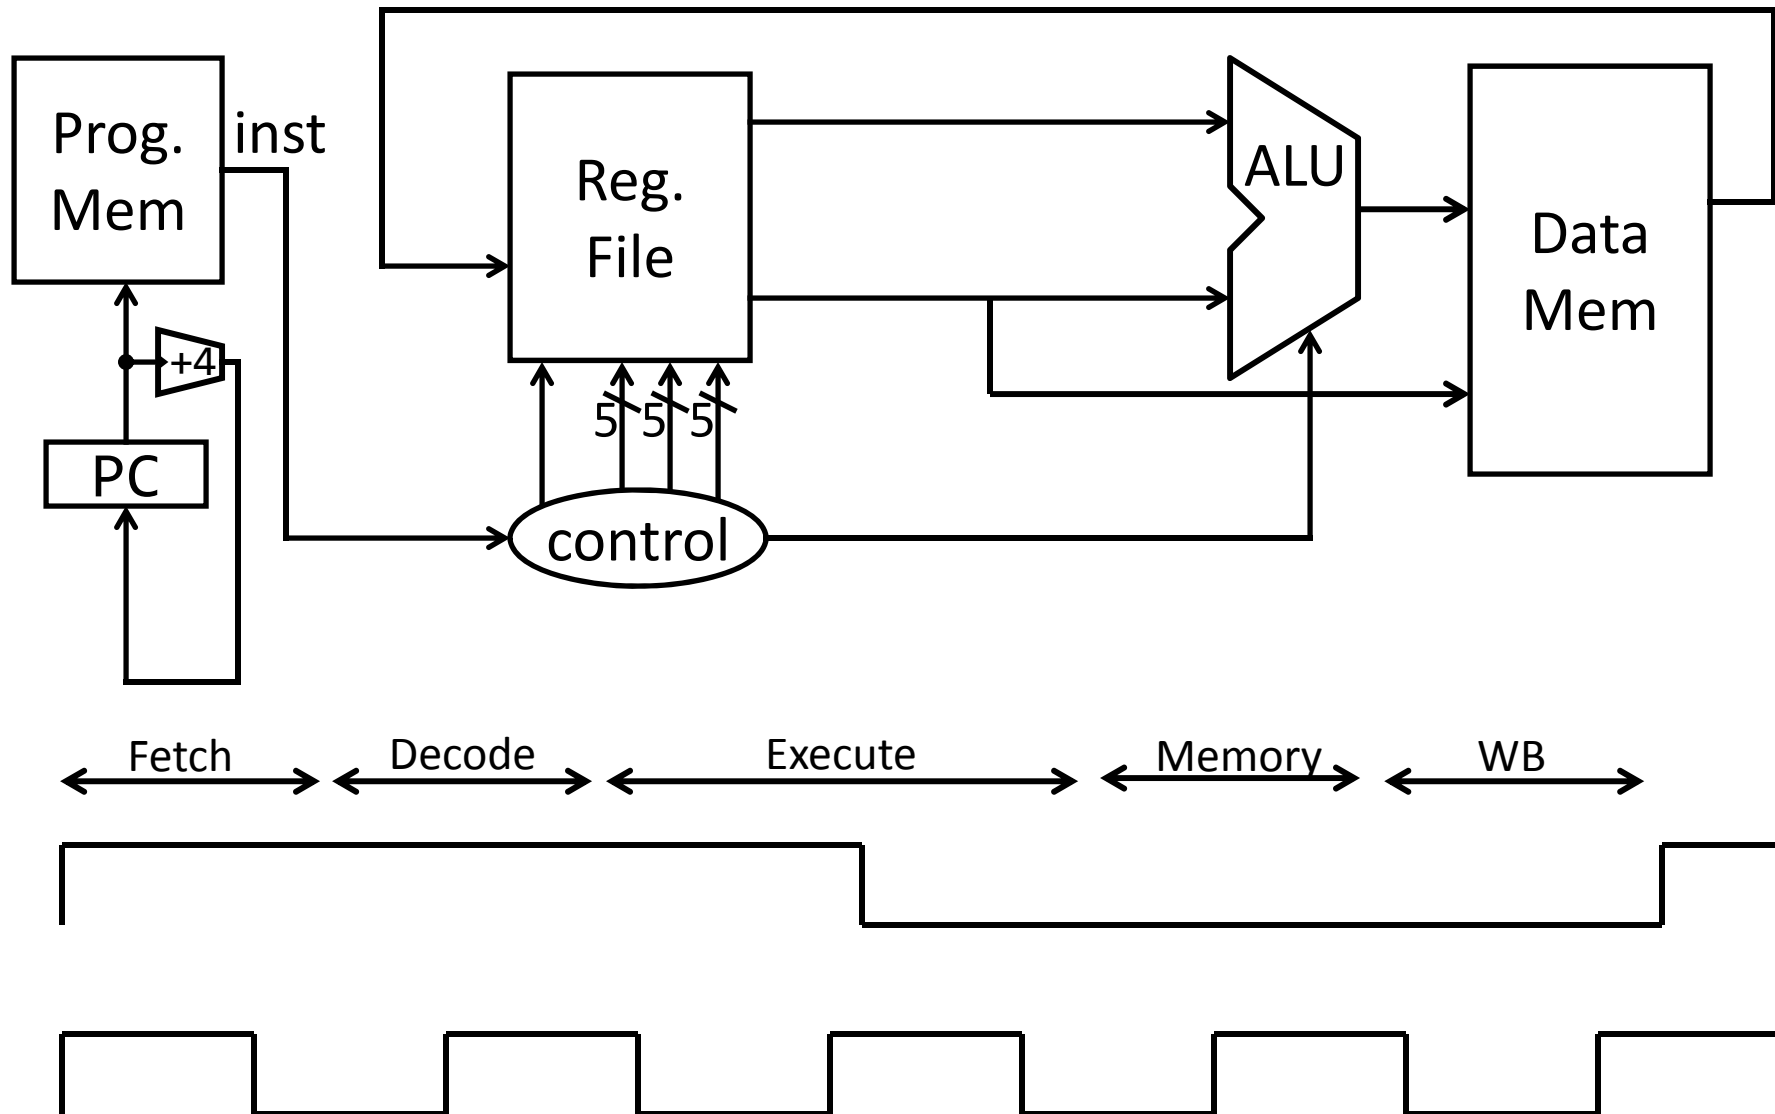 Prog.
Mem
inst
Reg.
File
ALU
Data
Mem
+4
5 5 5
PC
control
Fetch Decode Execute Memory WB